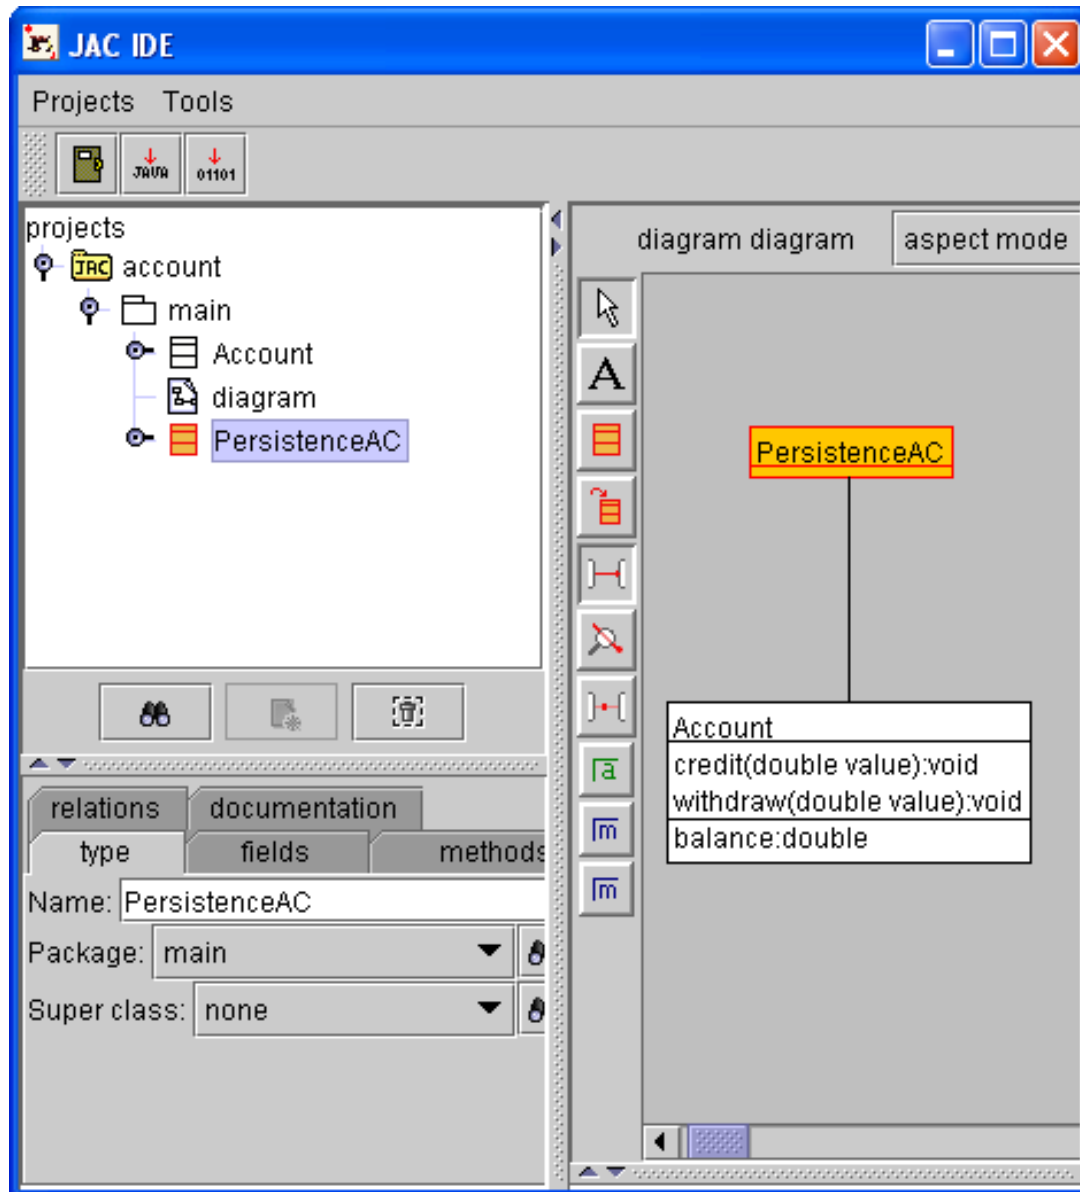 JAC IDE
Projects Tools
JAVA 01101
projects
JAC account
main
Account
diagram
PersistenceAC
relations documentation
type fields methods
Name: PersistenceAC
Package: main
Super class: none
diagram diagram aspect mode
A
a
m
m
PersistenceAC
Account
credit(double value):void
withdraw(double value):void
balance:double